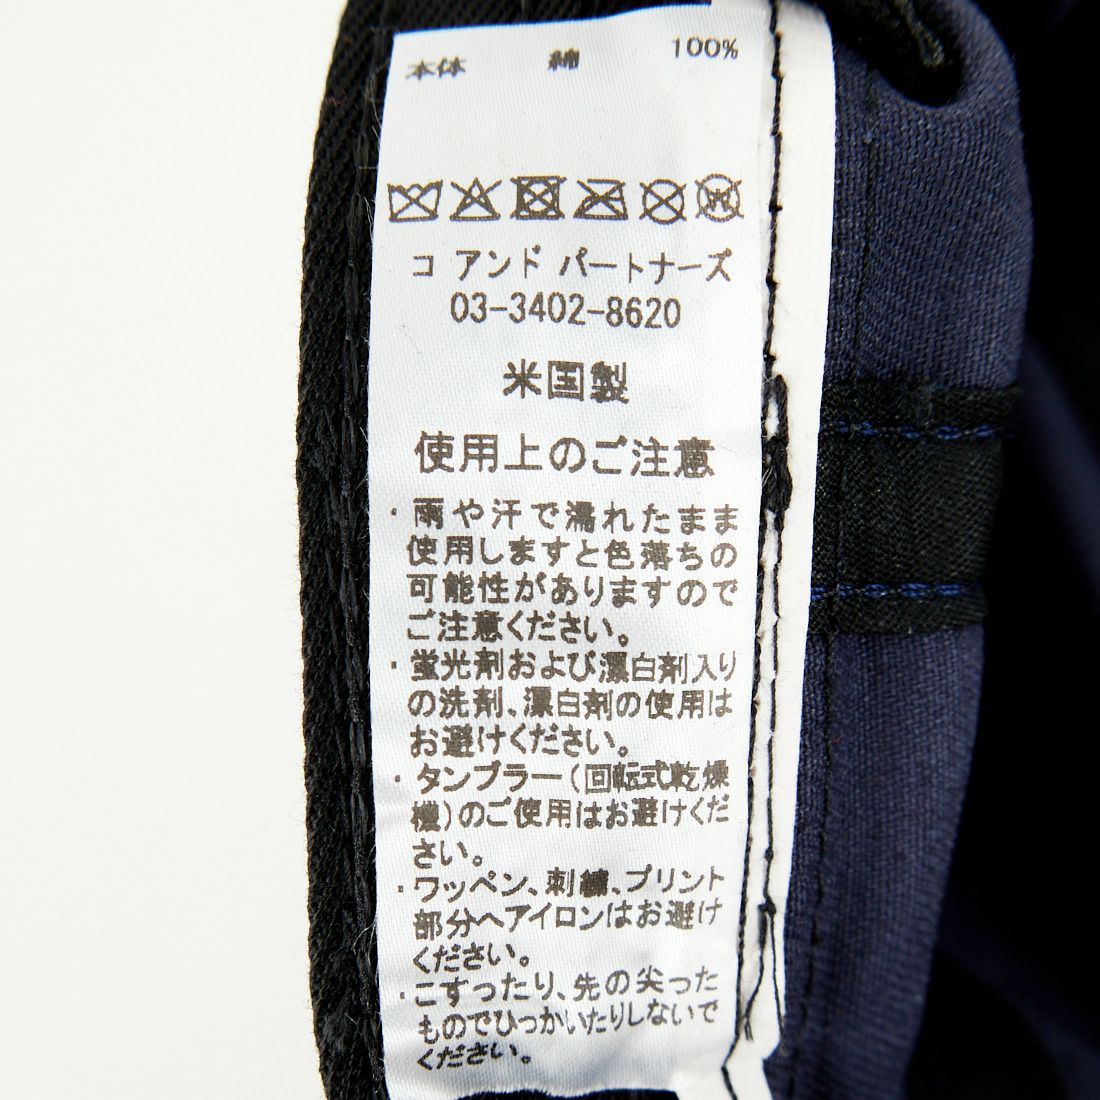 本体 綿 100%
コ アンド パートナーズ
03-3402-8620
米国製
使用上のご注意
・雨や汗で濡れたまま
使用しますと色落ちの
可能性がありますので
ご注意ください。
・蛍光剤および漂白剤入り
の洗剤、漂白剤の使用は
お避けください。
・タンブラー(回転式乾燥
機)のご使用はお避けくだ
さい。
・ワッペン、刺繍、プリント
部分へアイロンはお避け
ください。
・こすったり、先の尖った
ものでひっかいたりしないで
ください。